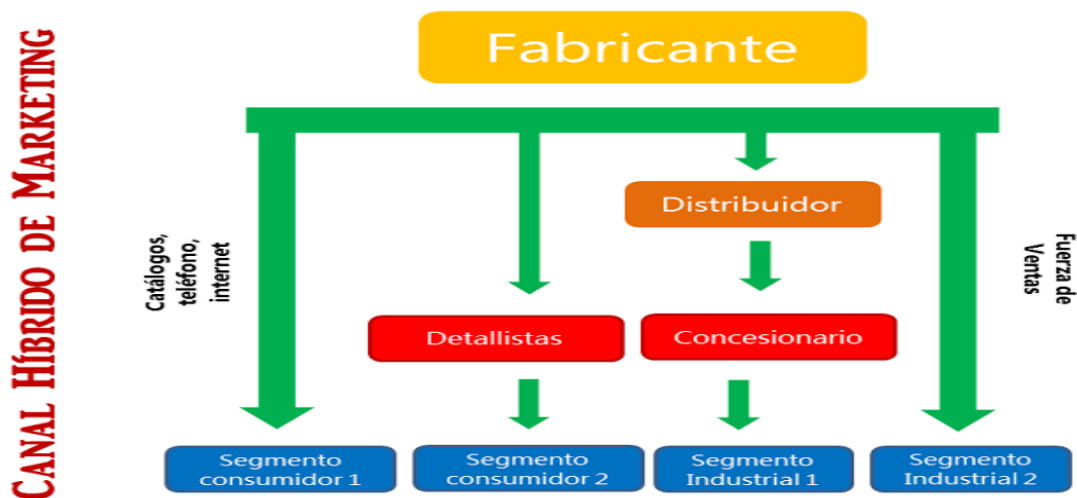 CANAL HÍBRIDO DE MARKETING
Fabricante
Distribuidor
Catálogos,
teléfono,
internet
Fuerza de
Ventas
Detallistas
Concesionario
Segmento
consumidor 1
Segmento
consumidor 2
Segmento
Industrial 1
Segmento
Industrial 2